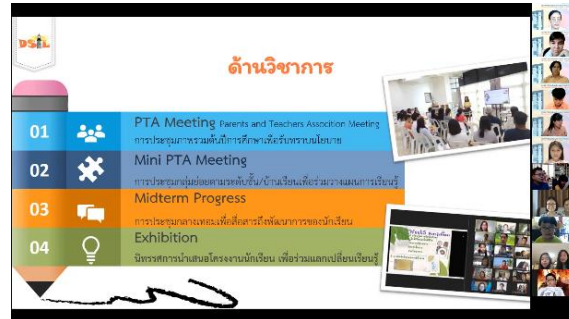 DSIL
ด้านวิชาการ
01
PTA Meeting Parents and Teachers Assocition Meeting
การประชุมภาพรวมต้นปีการศึกษาเพื่อรับทราบนโยบาย
02
Mini PTA Meeting
การประชุมกลุ่มย่อยตามระดับชั้น/บ้านเรียนเพื่อร่วมวางแผนการเรียนรู้
03
Midterm Progress
การประชุมกลางเทอมเพื่อสื่อสารถึงพัฒนาการของนักเรียน
04
Exhibition
นิทรรศการนำเสนอโครงงานนักเรียน เพื่อร่วมแลกเปลี่ยนเรียนรู้